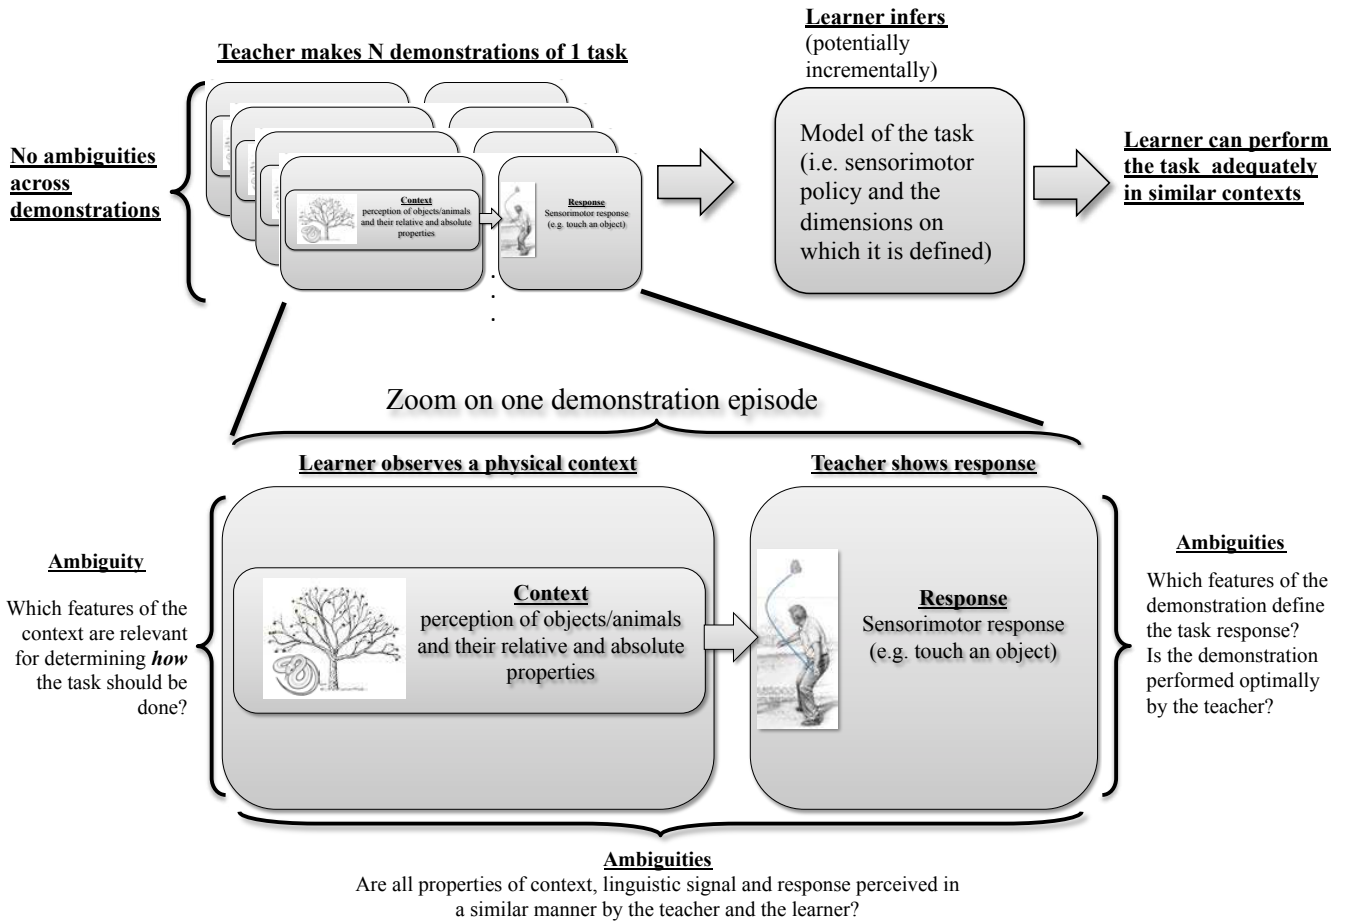 Learner infers
(potentially
incrementally)
Teacher makes N demonstrations of 1 task
No ambiguities
across
demonstrations
Context
perception of objects/animals
and their relative and absolute
properties
Response
Sensorimotor response
(e.g. touch an object)
.
.
.
Model of the task
(i.e. sensorimotor
policy and the
dimensions on
which it is defined)
Learner can perform
the task adequately
in similar contexts
Zoom on one demonstration episode
Learner observes a physical context
Teacher shows response
Ambiguity
Which features of the
context are relevant
for determining how
the task should be
done?
Context
perception of objects/animals
and their relative and absolute
properties
Response
Sensorimotor response
(e.g. touch an object)
Ambiguities
Which features of the
demonstration define
the task response?
Is the demonstration
performed optimally
by the teacher?
Ambiguities
Are all properties of context, linguistic signal and response perceived in
a similar manner by the teacher and the learner?